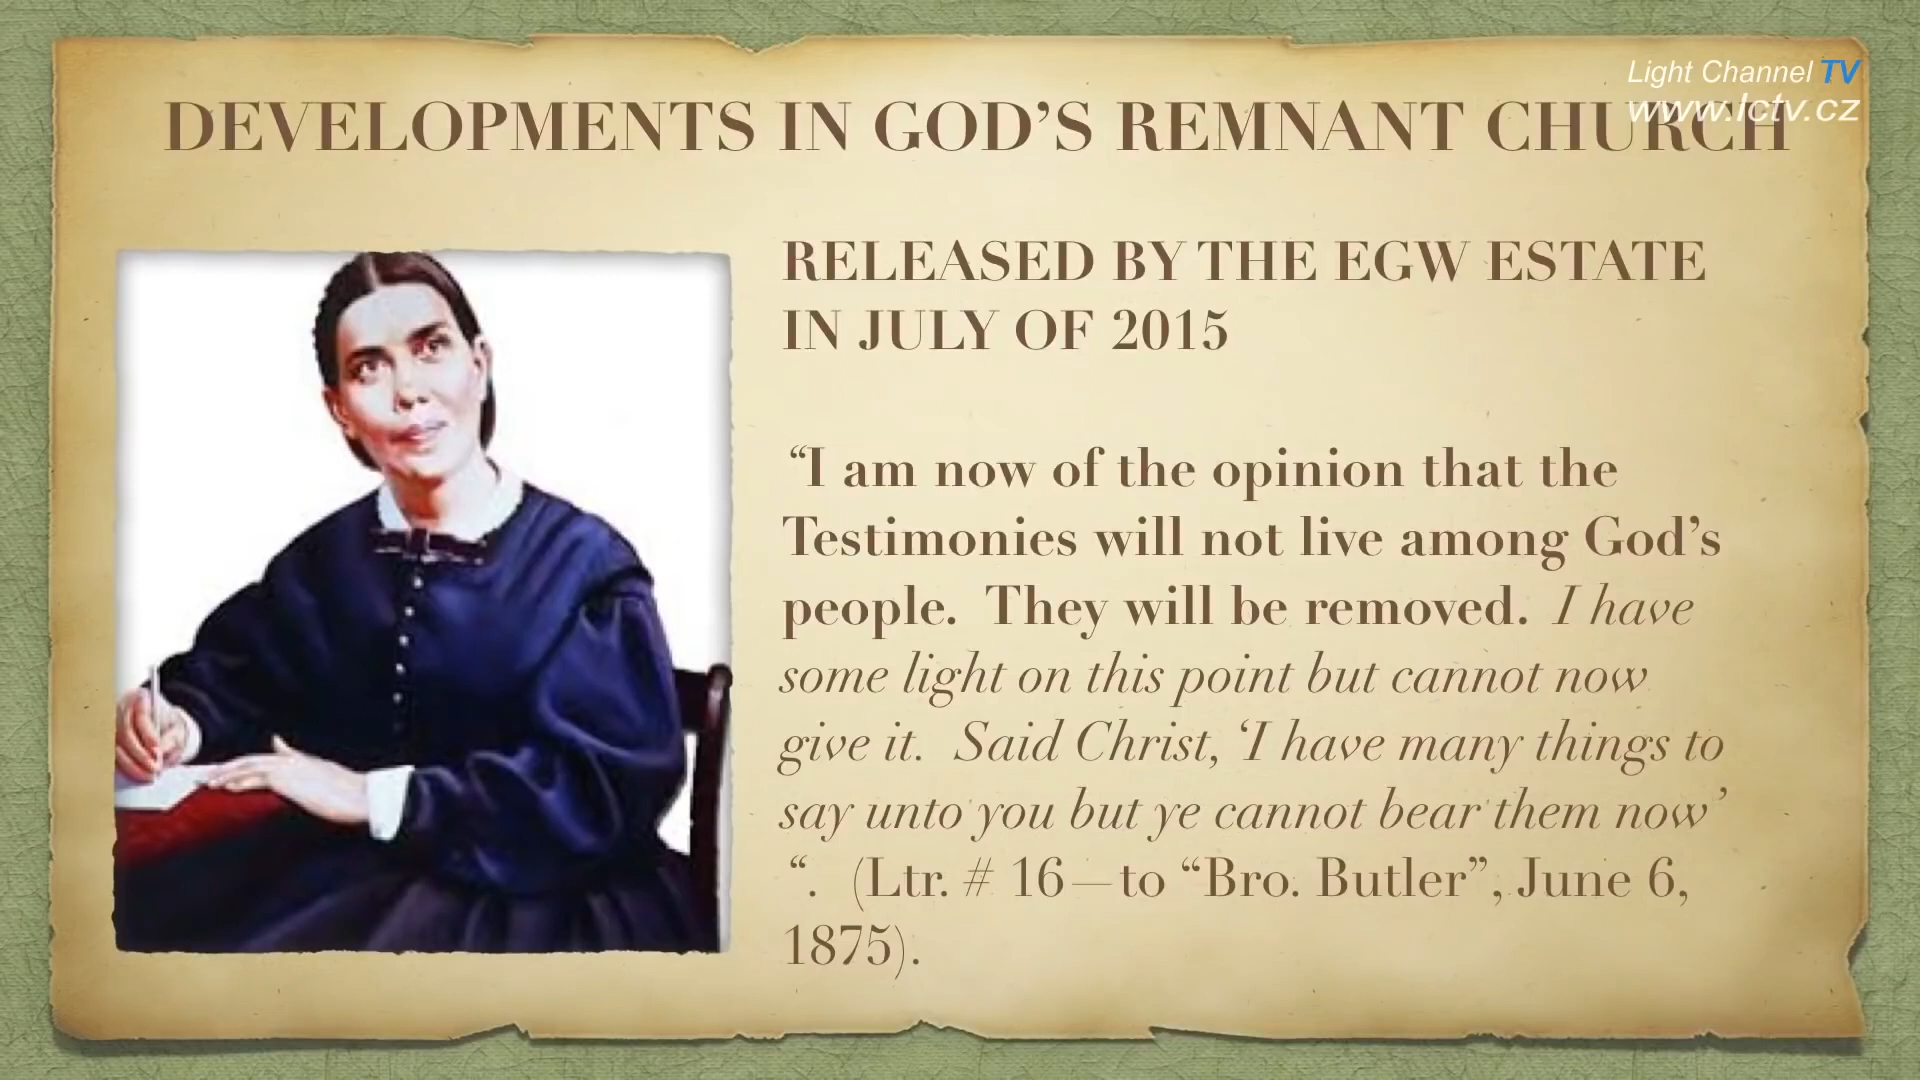 Light Channel TV
www.lctv.cz
DEVELOPMENTS IN GOD’S REMNANT CHURCH
RELEASED BY THE EGW ESTATE
IN JULY OF 2015
“I am now of the opinion that the
Testimonies will not live among God’s
people. They will be removed. I have
some light on this point but cannot now
give it. Said Christ, ‘I have many things to
say unto you but ye cannot bear them now’
“. (Ltr. # 16—to “Bro. Butler”, June 6,
1875).